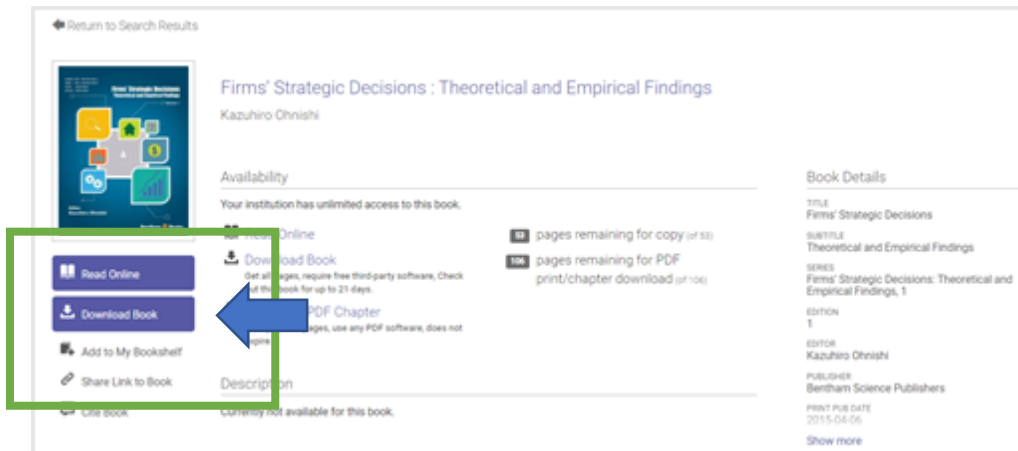 Return to Search Results
Firms' Strategic Decisions
Firms' Strategic Decisions : Theoretical and Empirical Findings
Kazuhiro Ohnishi
Availability
Your institution has unlimited access to this book.
Read Online
Download Book
Get all pages, require free third-party software, Check
out this book for up to 21 days.
PDF Chapter
pages, use any PDF software, does not
expire
53 pages remaining for copy (of 53)
106 pages remaining for PDF
print/chapter download (of 106)
Description
Currently not available for this book.
Read Online
Download Book
Add to My Bookshelf
Share Link to Book
Cite Book
Book Details
TITLE
Firms' Strategic Decisions
SUBTITLE
Theoretical and Empirical Findings
SERIES
Firms' Strategic Decisions: Theoretical and
Empirical Findings, 1
EDITION
1
EDITOR
Kazuhiro Ohnishi
PUBLISHER
Bentham Science Publishers
PRINT PUB DATE
2015-04-06
Show more